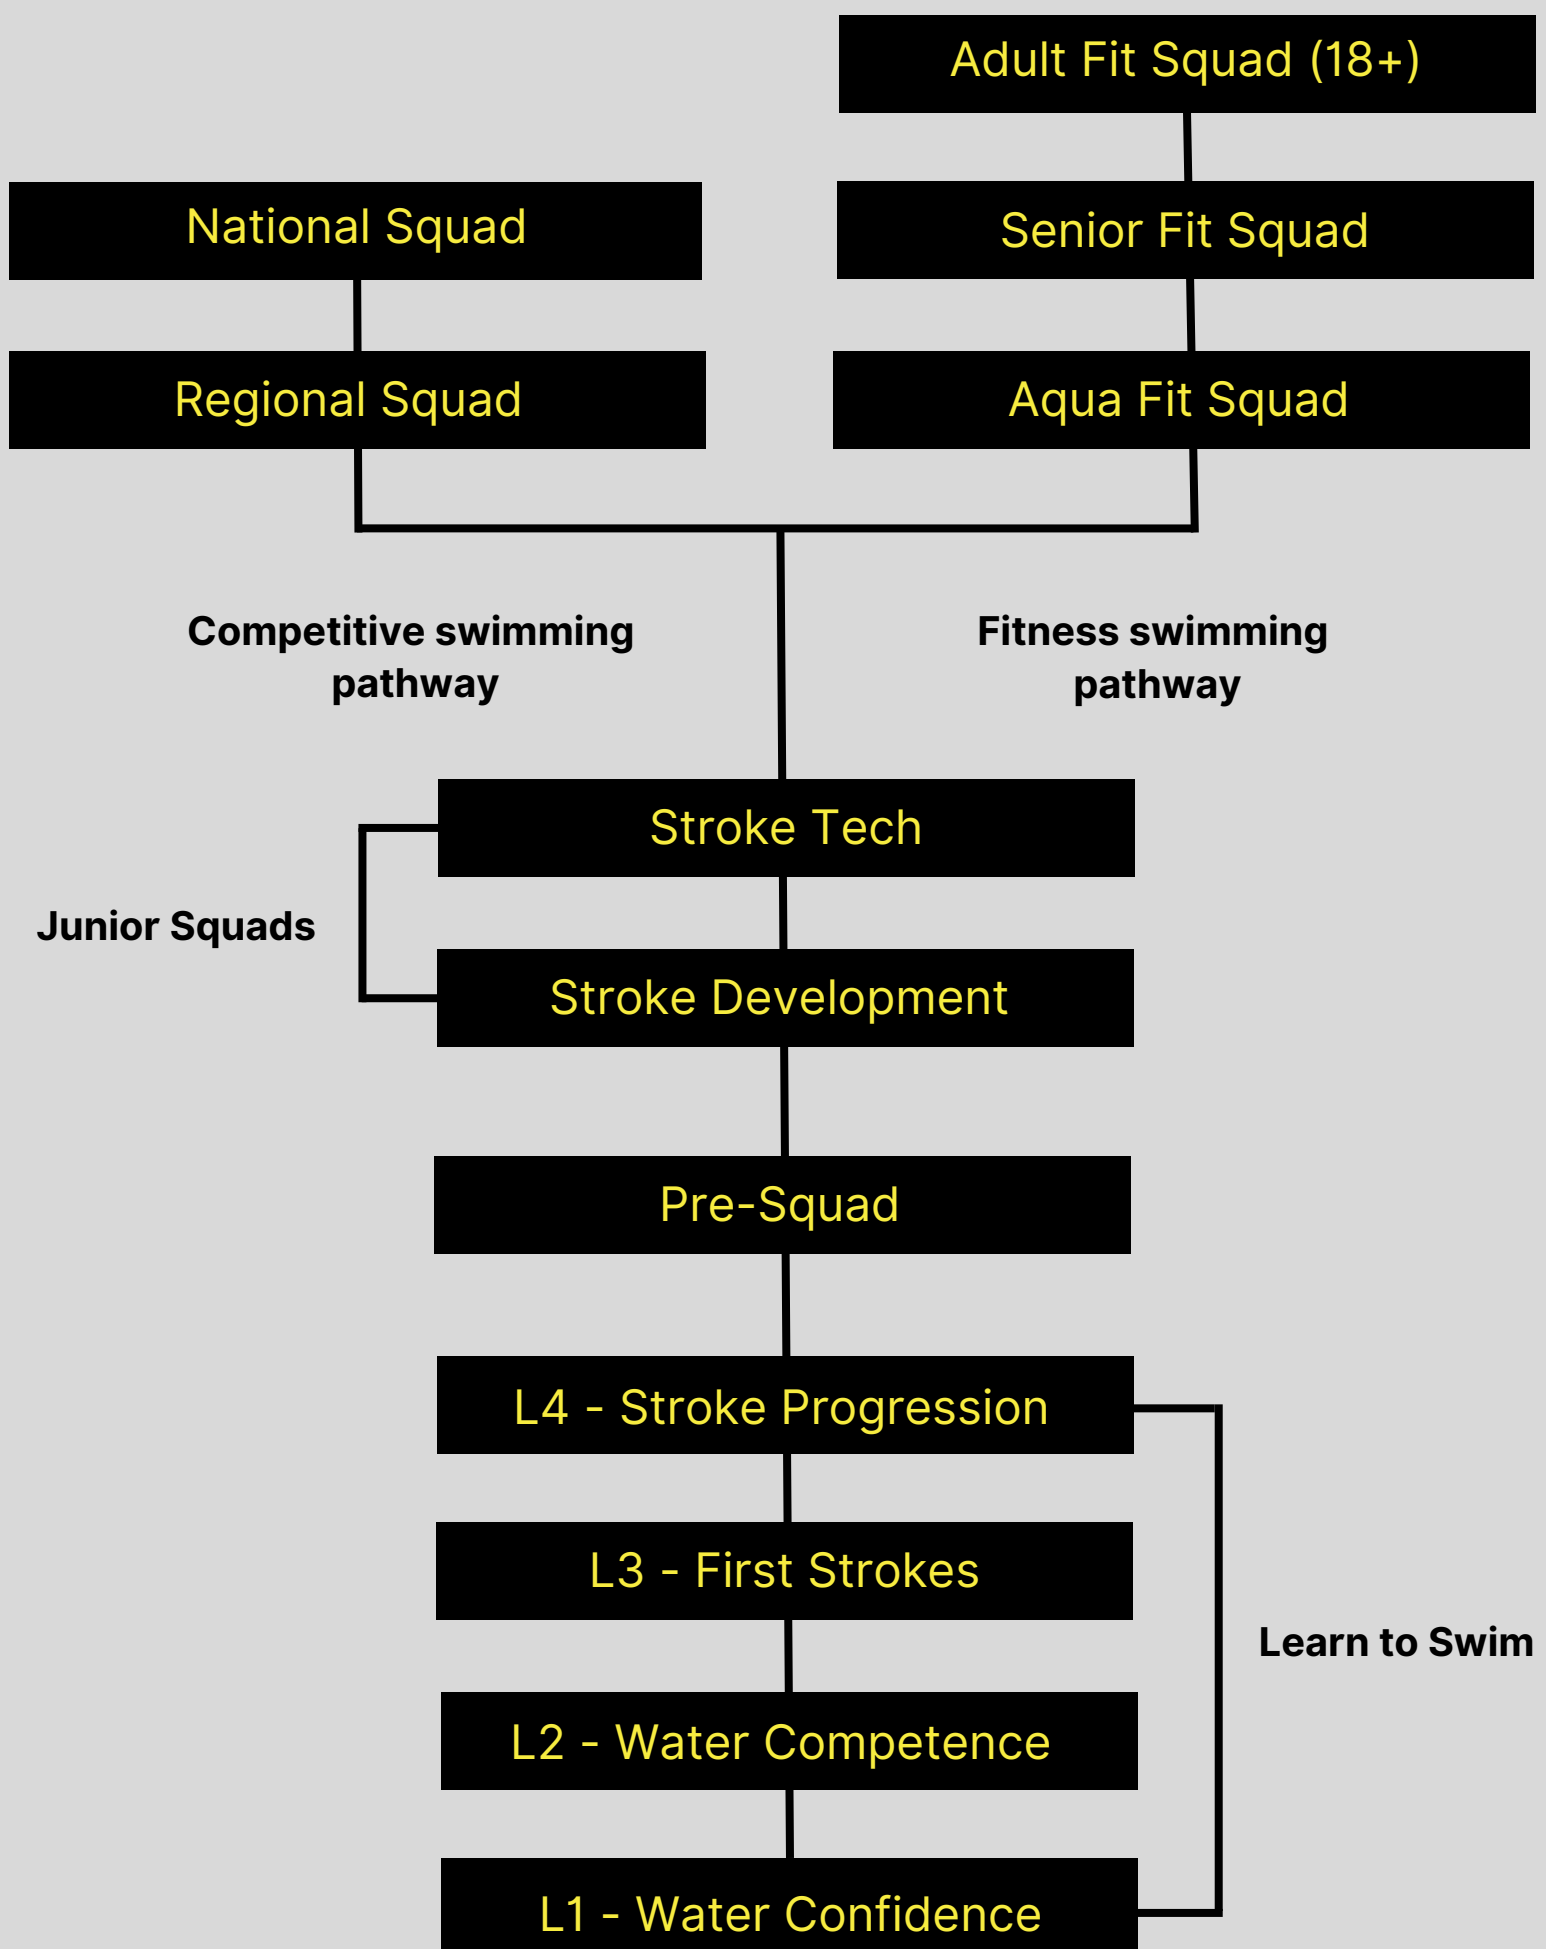 Adult Fit Squad (18+)
National Squad
Senior Fit Squad
Regional Squad
Aqua Fit Squad
Competitive swimming
pathway
Fitness swimming
pathway
Stroke Tech
Junior Squads
Stroke Development
Pre-Squad
L4 - Stroke Progression
L3 - First Strokes
Learn to Swim
L2 - Water Competence
L1 - Water Confidence